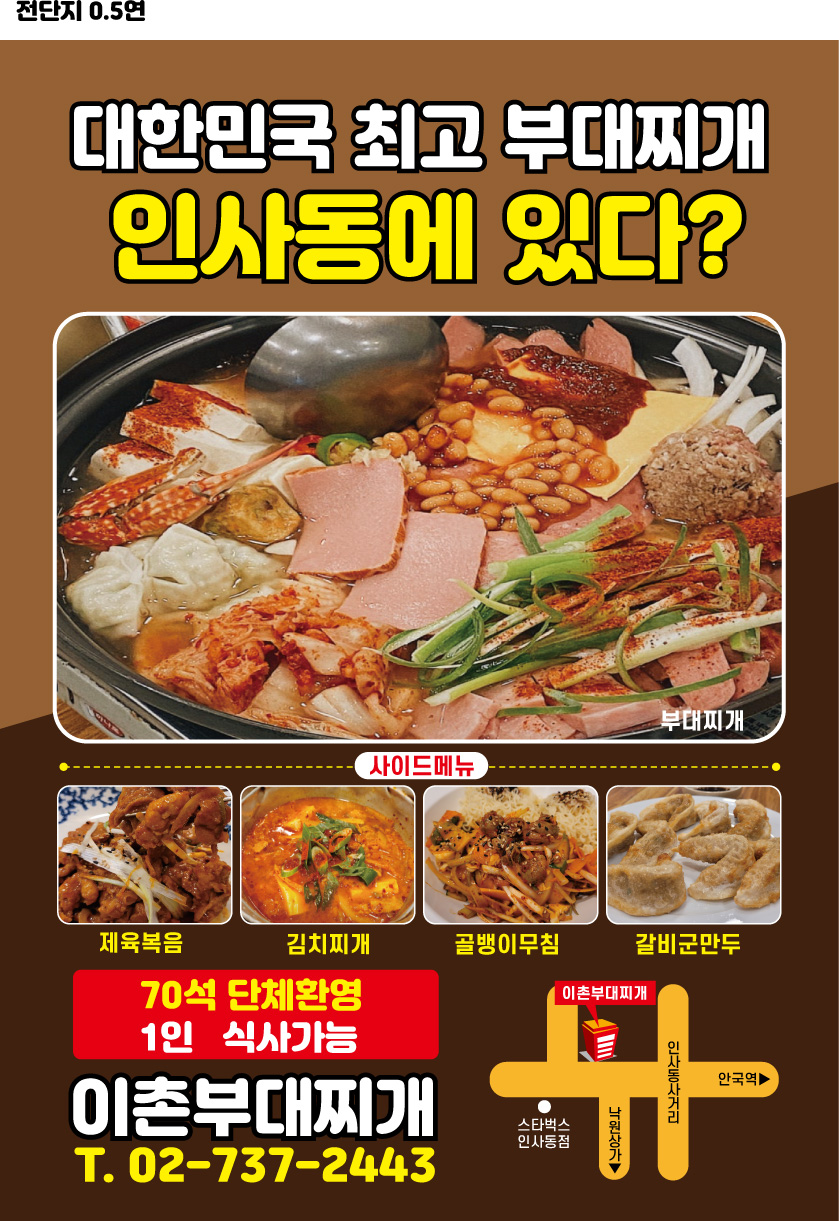 전단지 0.5연
대한민국 최고 부대찌개
인사동에 있다?
부대찌개
사이드메뉴
제육복음
김치찌개
골뱅이무침
갈비군만두
70석 단체환영
1인 식사가능
이촌부대찌개
T. 02-737-2443
이촌부대찌개
인사동사거리
안국역▶
스타벅스
인사동점
낙원상가▼